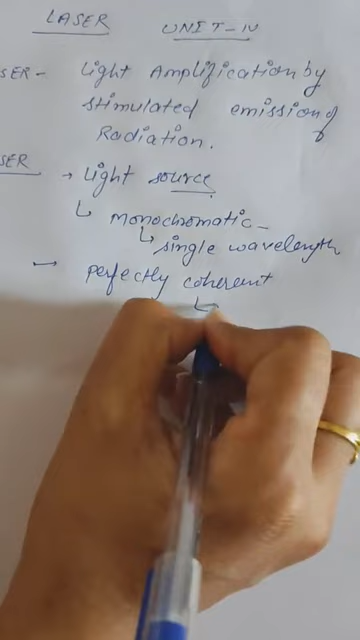 LASER UNIT-IV
SER - Light Amplification by
stimulated emission of
Radiation.
SER → Light source
↳ monochromatic -
↳ single wavelength
— perfectly coherent
↳